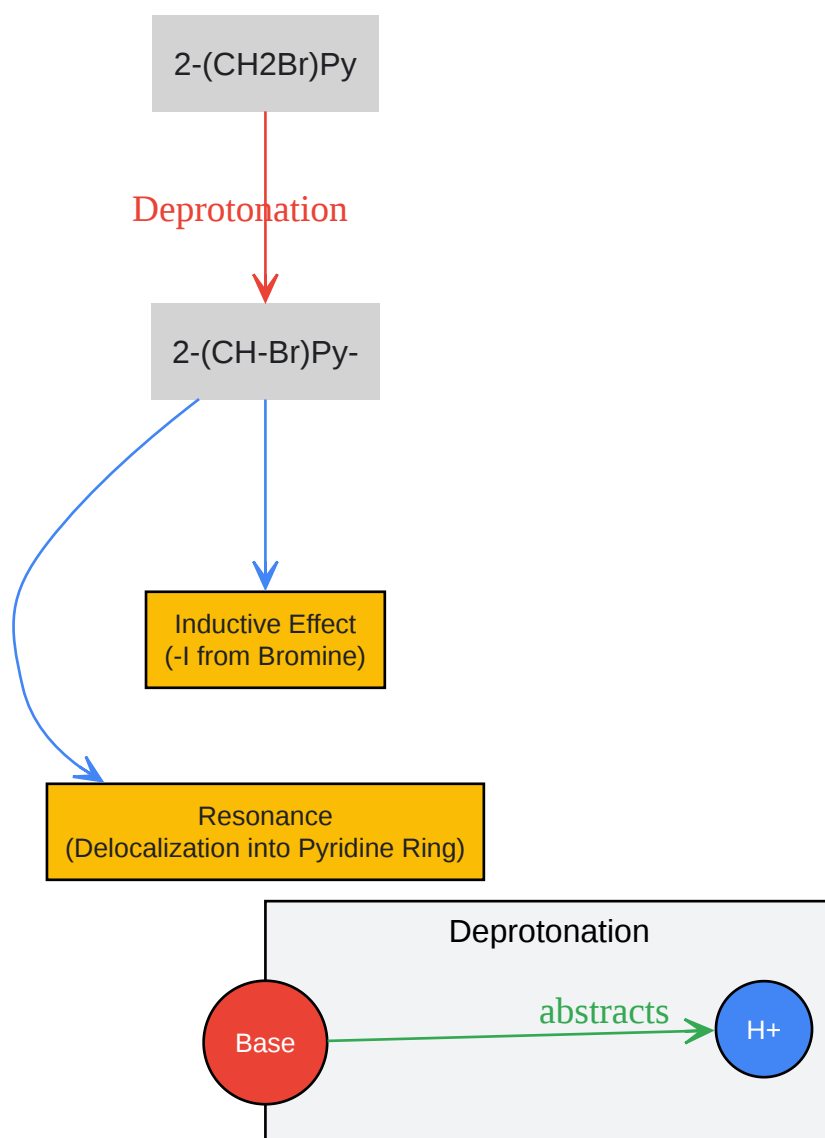 2-(CH2Br)Py
Deprotonation
2-(CH-Br)Py-
Inductive Effect
(-I from Bromine)
Resonance
(Delocalization into Pyridine Ring)
Deprotonation
abstracts
Base
H+